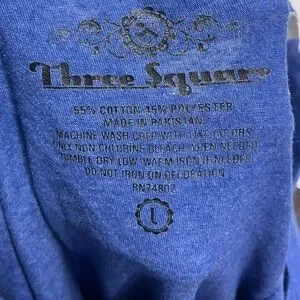 Three Square
55% COTTON 45% POLYESTER
MADE IN PAKISTAN
MACHINE WASH COLD WITH LIKE COLORS
ONLY NON CHLORINE BLEACH WHEN NEEDED
TUMBLE DRY LOW WARM IRON IF NEEDED
DO NOT IRON ON DECORATION
RN74802
L